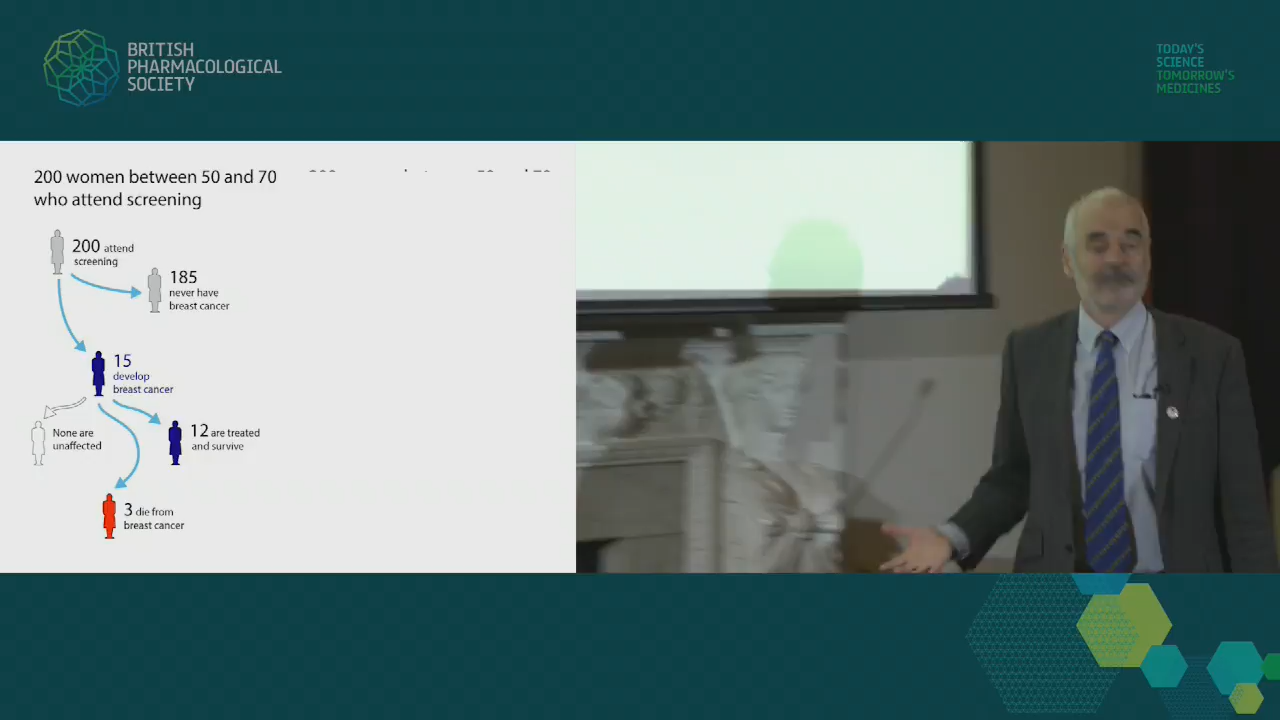 BRITISH
PHARMACOLOGICAL
SOCIETY
TODAY'S
SCIENCE
TOMORROW'S
MEDICINES
200 women between 50 and 70
who attend screening
200 attend
screening
185
never have
breast cancer
15
develop
breast cancer
None are
unaffected
12 are treated
and survive
3 die from
breast cancer